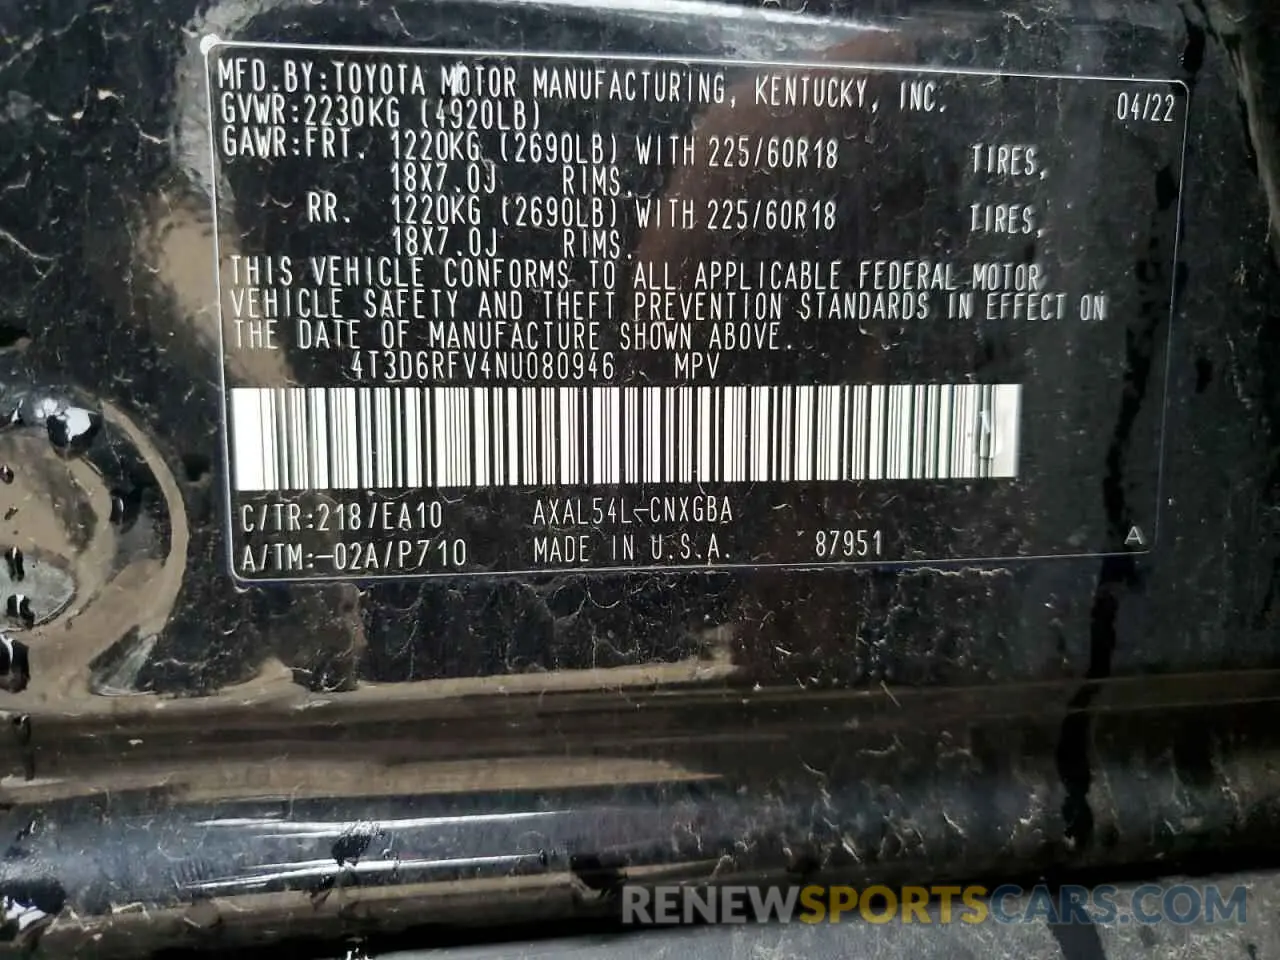 MFD.BY:TOYOTA MOTOR MANUFACTURING, KENTUCKY, INC. 04/22
GVWR:2230KG (4920LB)
GAWR:FRT. 1220KG (2690LB) WITH 225/60R18 TIRES,
18X7.0J RIMS,
RR. 1220KG (2690LB) WITH 225/60R18 TIRES,
18X7.0J RIMS.
THIS VEHICLE CONFORMS TO ALL APPLICABLE FEDERAL MOTOR
VEHICLE SAFETY AND THEFT PREVENTION STANDARDS IN EFFECT ON
THE DATE OF MANUFACTURE SHOWN ABOVE.
4T3D6RFV4NU080946 MPV
C/TR:218/EA10 AXAL54L-CNXGBA
A/TM:-02A/P710 MADE IN U.S.A. 87951 A
RENEWSPORTSCARS.COM